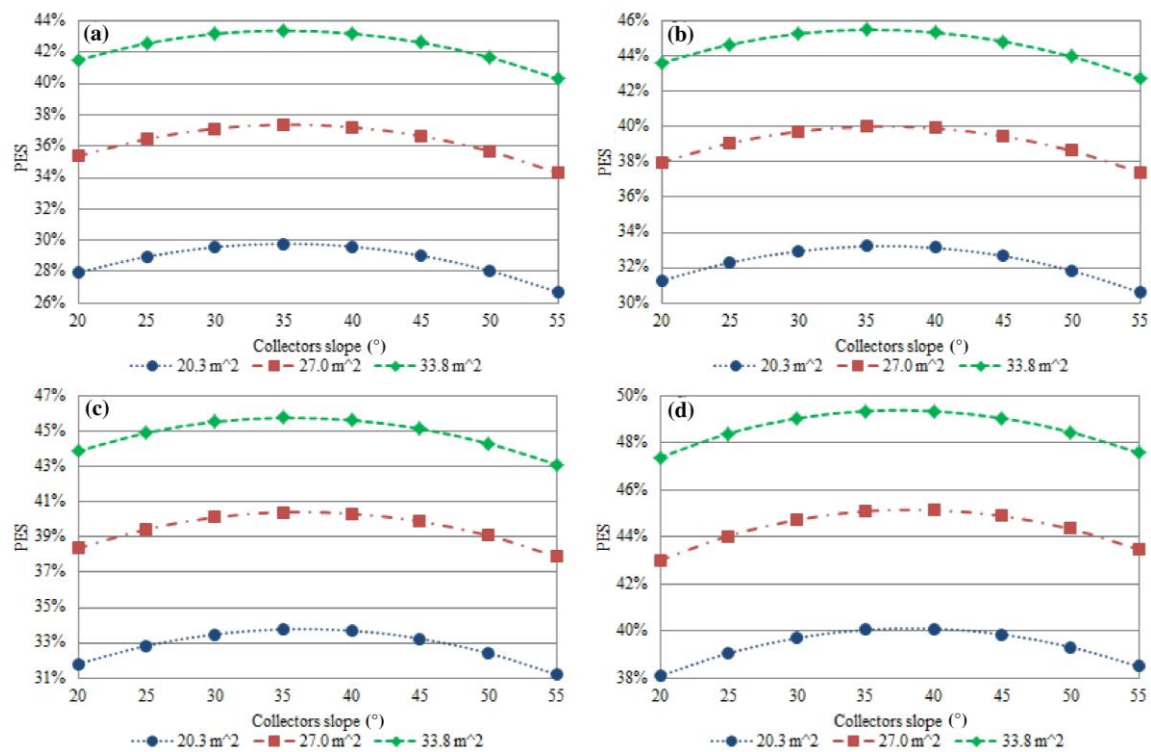 (a)
PES
44%
42%
40%
38%
36%
34%
32%
30%
28%
26%
20 25 30 35 40 45 50 55
Collectors slope (°)
20.3 m^2 27.0 m^2 33.8 m^2
(b)
PES
46%
44%
42%
40%
38%
36%
34%
32%
30%
20 25 30 35 40 45 50 55
Collectors slope (°)
20.3 m^2 27.0 m^2 33.8 m^2
(c)
PES
47%
45%
43%
41%
39%
37%
35%
33%
31%
20 25 30 35 40 45 50 55
Collectors slope (°)
20.3 m^2 27.0 m^2 33.8 m^2
(d)
PES
50%
48%
46%
44%
42%
40%
38%
20 25 30 35 40 45 50 55
Collectors slope (°)
20.3 m^2 27.0 m^2 33.8 m^2